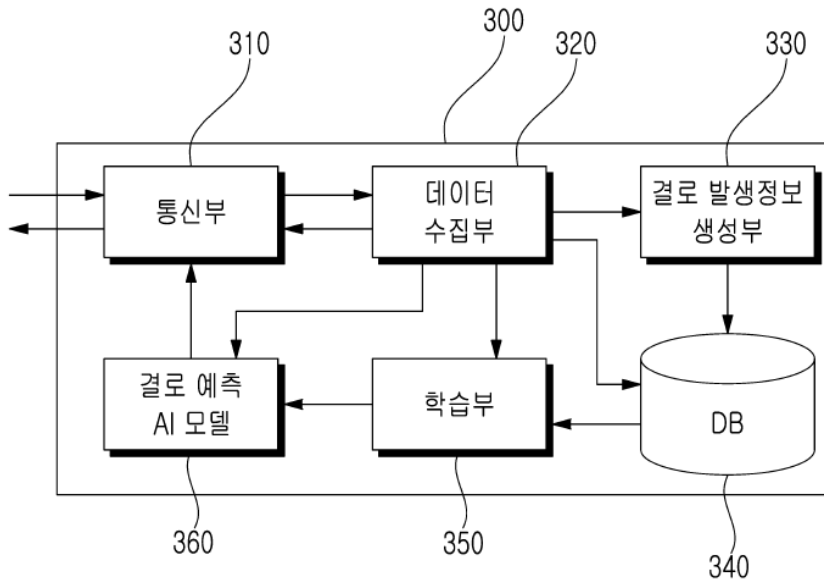 310
300
320
330
통신부
데이터
수집부
결로 발생정보
생성부
결로 예측
AI 모델
학습부
DB
360
350
340